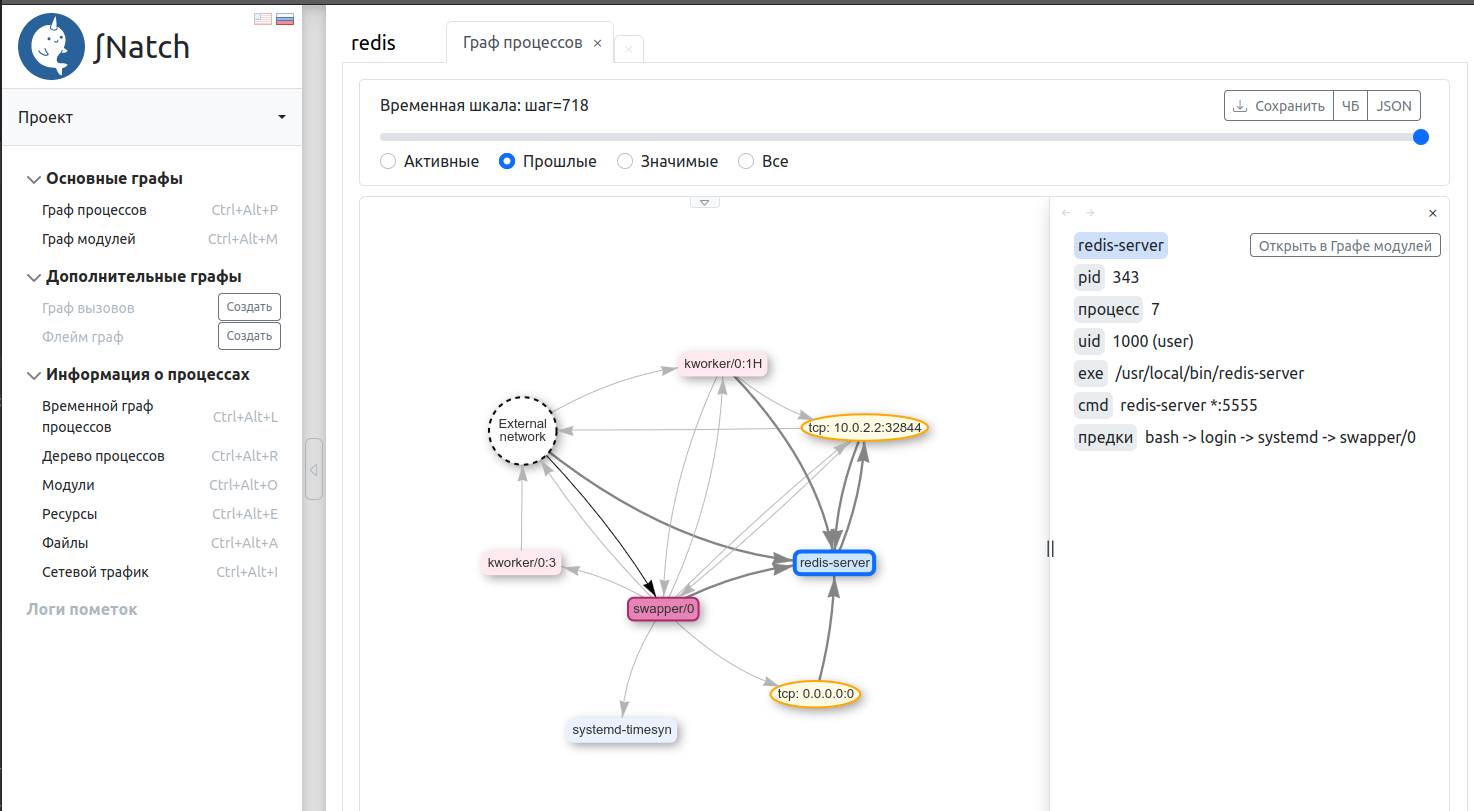 ∫Natch
Проект
Основные графы
Граф процессов Ctrl+Alt+P
Граф модулей Ctrl+Alt+M
Дополнительные графы
Граф вызовов Создать
Флейм граф Создать
Информация о процессах
Временной граф
процессов Ctrl+Alt+L
Дерево процессов Ctrl+Alt+R
Модули Ctrl+Alt+O
Ресурсы Ctrl+Alt+E
Файлы Ctrl+Alt+A
Сетевой трафик Ctrl+Alt+I
Логи пометок
redis Граф процессов × ×
Временная шкала: шаг=718 Сохранить ЧБ JSON
Активные Прошлые Значимые Все
kworker/0:1H
External
network
tcp: 10.0.2.2:32844
kworker/0:3
redis-server
swapper/0
tcp: 0.0.0.0:0
systemd-timesyn
← → ×
redis-server Открыть в Графе модулей
pid 343
процесс 7
uid 1000 (user)
exe /usr/local/bin/redis-server
cmd redis-server *:5555
предки bash -> login -> systemd -> swapper/0